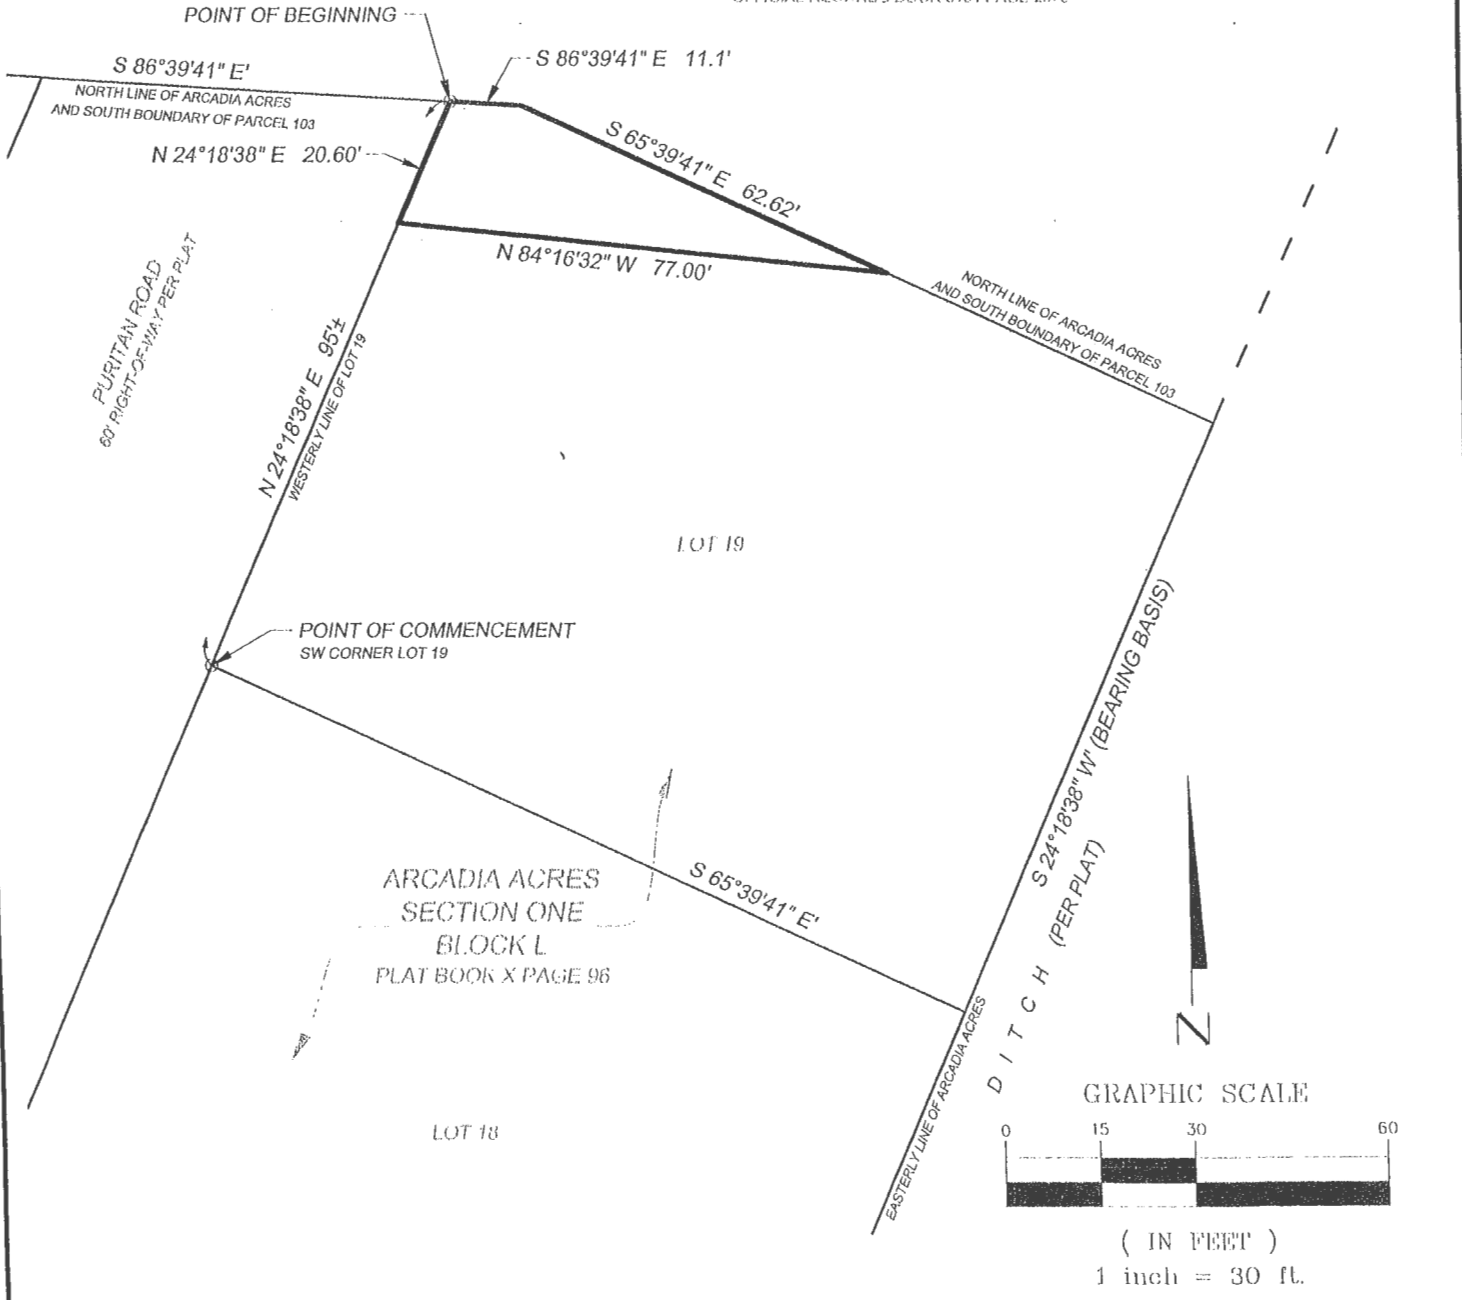 POINT OF BEGINNING
S 86°39'41" E 11.1'
S 86°39'41" E'
NORTH LINE OF ARCADIA ACRES
AND SOUTH BOUNDARY OF PARCEL 103
N 24°18'38" E 20.60'
S 65°39'41" E 62.62'
N 84°16'32" W 77.00'
PURITAN ROAD
60' RIGHT-OF-WAY PER PLAT
NORTH LINE OF ARCADIA ACRES
AND SOUTH BOUNDARY OF PARCEL 103
N 24°18'38" E 95'±
WESTERLY LINE OF LOT 19
LOT 19
POINT OF COMMENCEMENT
SW CORNER LOT 19
S 24°18'38" W' (BEARING BASIS)
DITCH (PER PLAT)
S 65°39'41" E'
ARCADIA ACRES
SECTION ONE
BLOCK L
PLAT BOOK X PAGE 96
EASTERLY LINE OF ARCADIA ACRES
LOT 18
N
GRAPHIC SCALE
0 15 30 60
( IN FEET )
1 inch = 30 ft.